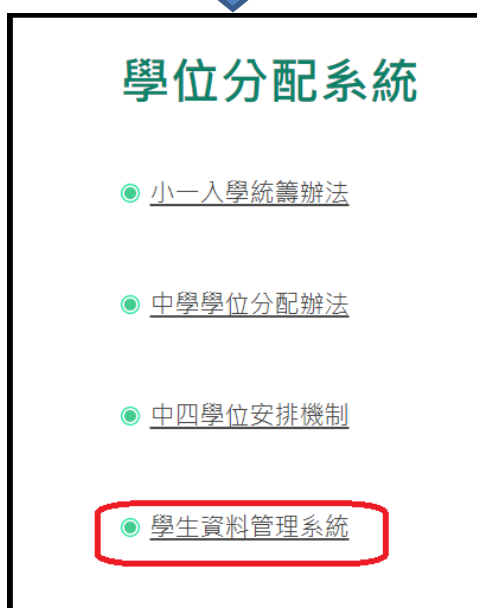 學位分配系統
小一入學統籌辦法
中學學位分配辦法
中四學位安排機制
學生資料管理系統